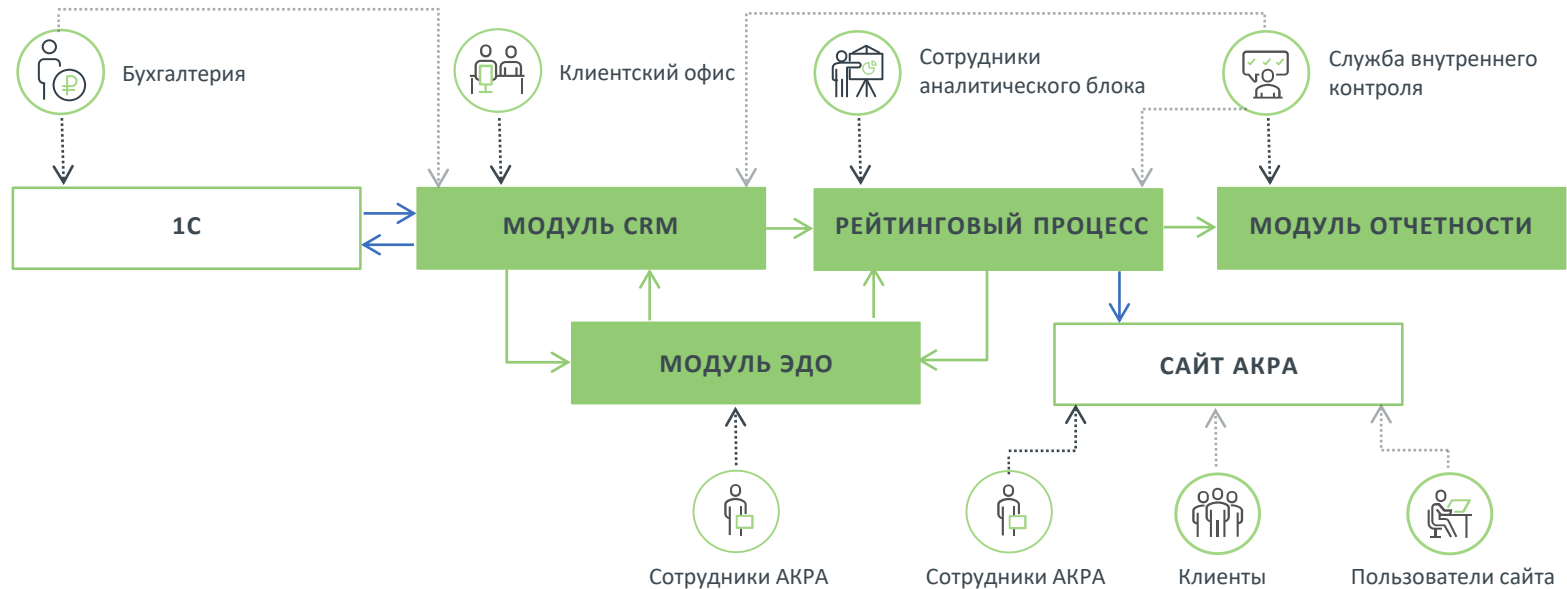 Бухгалтерия
Клиентский офис
Сотрудники
аналитического блока
Служба внутреннего
контроля
1С
МОДУЛЬ CRM
РЕЙТИНГОВЫЙ ПРОЦЕСС
МОДУЛЬ ОТЧЕТНОСТИ
МОДУЛЬ ЭДО
САЙТ АКРА
Сотрудники АКРА
Сотрудники АКРА
Клиенты
Пользователи сайта